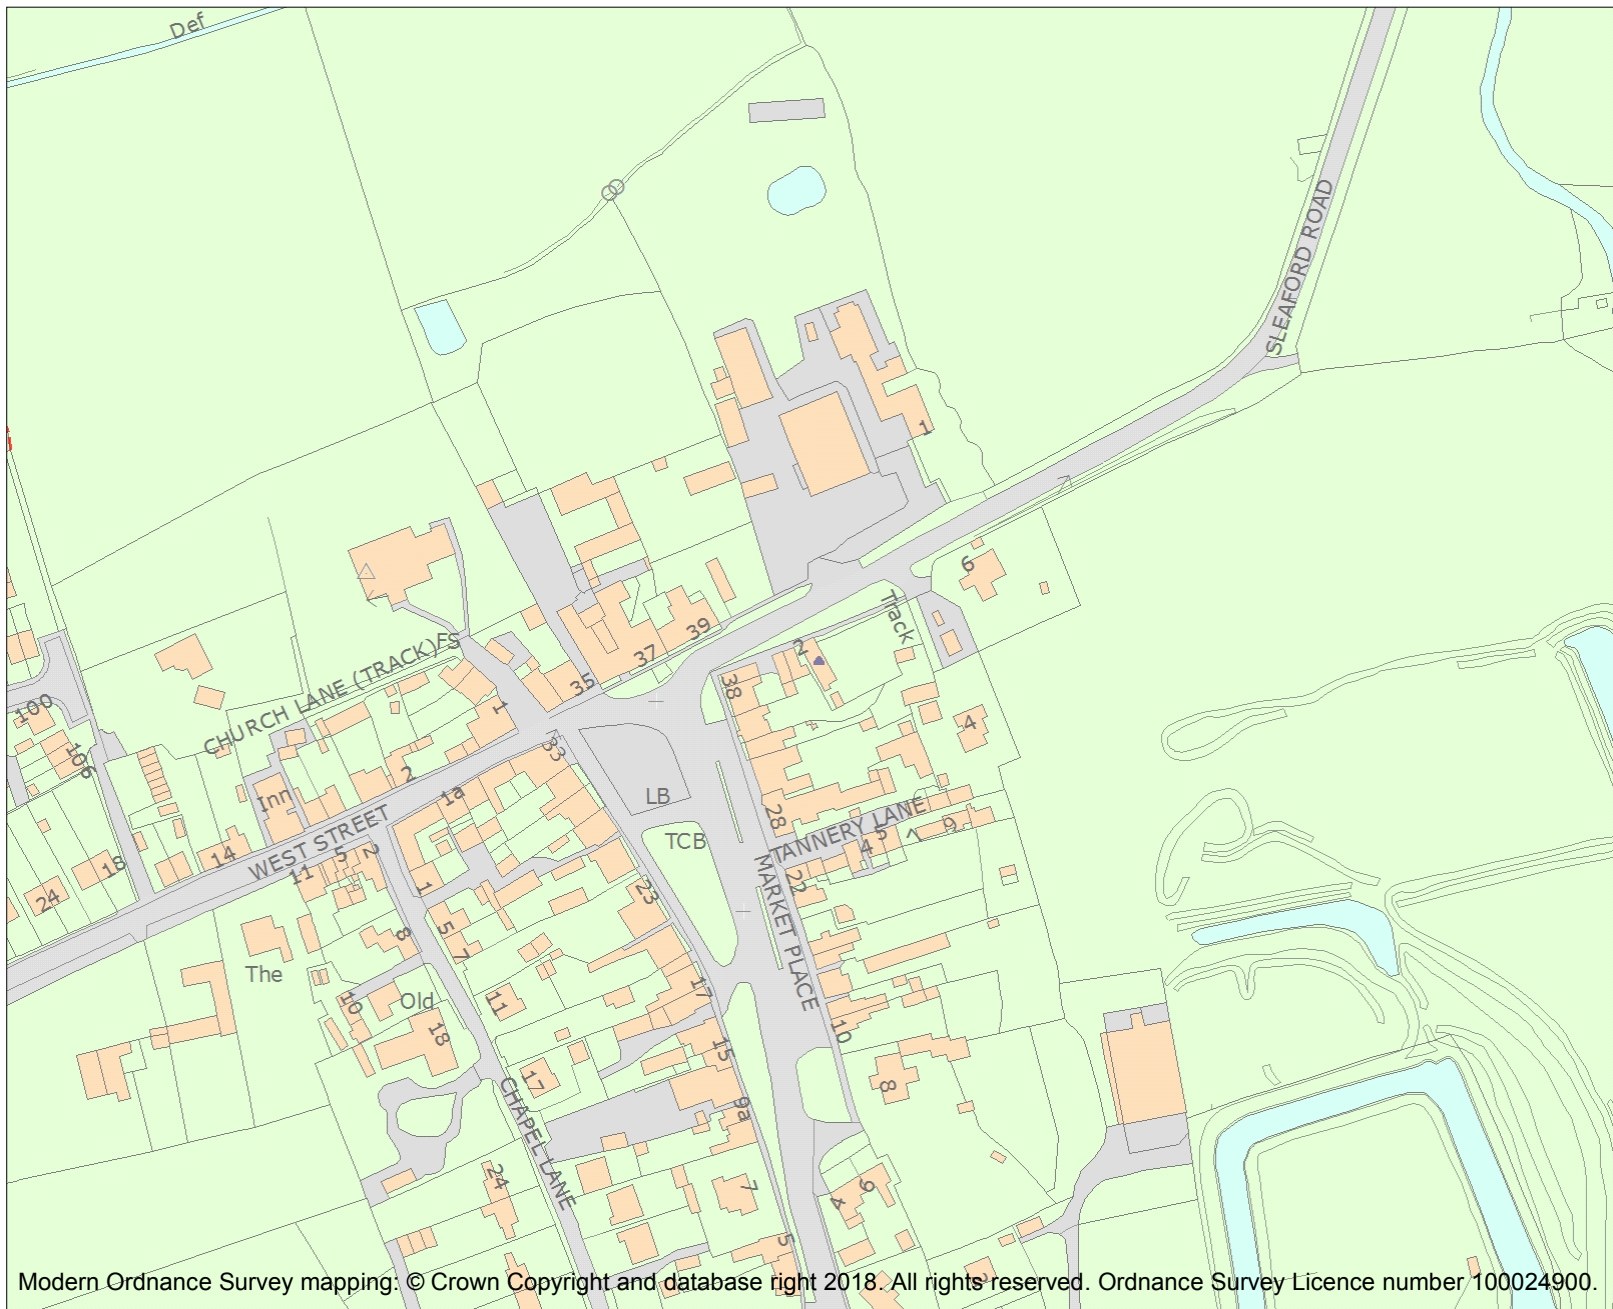 Def
SLEAFORD ROAD
1
6
Track
2
39
37
35
38
FS
CHURCH LANE (TRACK)
1
33
100
106
2
1a
Inn
4
LB
TCB
28
TANNERY LANE
WEST STREET
14
18
24
11
5
2
1
4
5
7
9
22
MARKET PLACE
23
8
5
7
The
10
Old
11
17
18
10
15
17
8
9a
CHAPEL LANE
24
7
4
6
5
Modern Ordnance Survey mapping: © Crown Copyright and database right 2018. All rights reserved. Ordnance Survey Licence number 100024900.